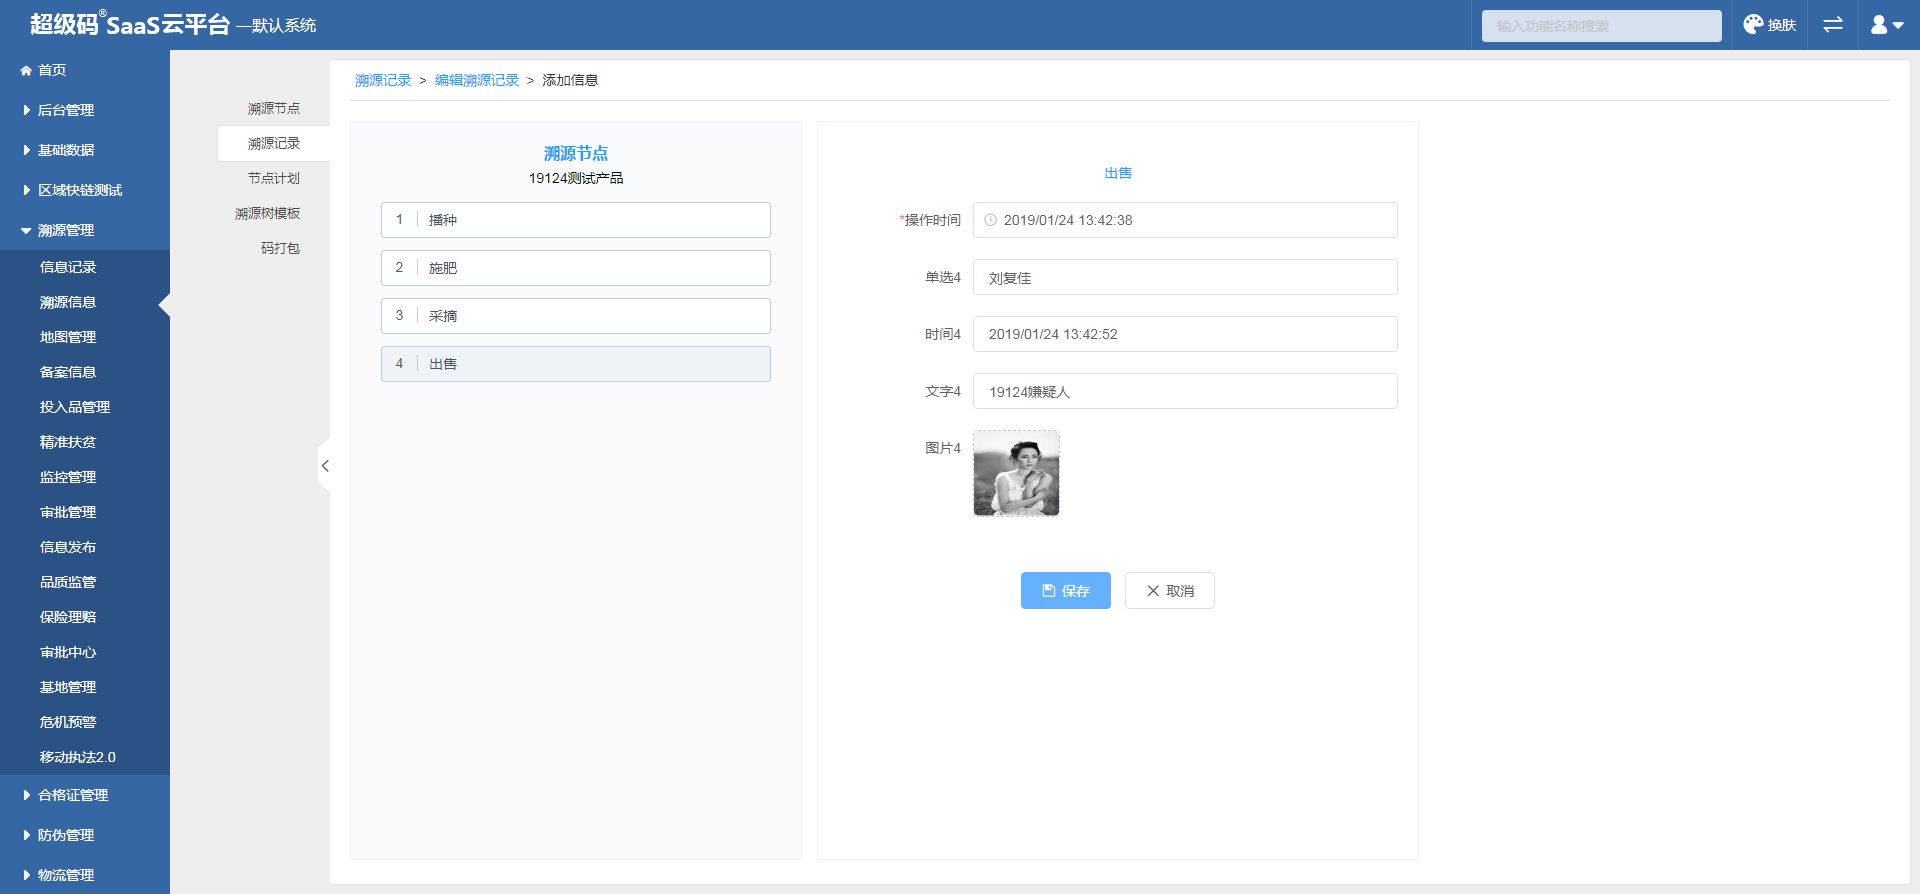 超级码®SaaS云平台 —默认系统
输入功能名称搜索
换肤
首页
后台管理
基础数据
区域快链测试
溯源管理
信息记录
溯源信息
地图管理
备案信息
投入品管理
精准扶贫
监控管理
审批管理
信息发布
品质监管
保险理赔
审批中心
基地管理
危机预警
移动执法2.0
合格证管理
防伪管理
物流管理
溯源节点
溯源记录
节点计划
溯源树模板
码打包
溯源记录 > 编辑溯源记录 > 添加信息
溯源节点
19124测试产品
1 播种
2 施肥
3 采摘
4 出售
出售
*操作时间 2019/01/24 13:42:38
单选4 刘复佳
时间4 2019/01/24 13:42:52
文字4 19124嫌疑人
图片4
保存 取消